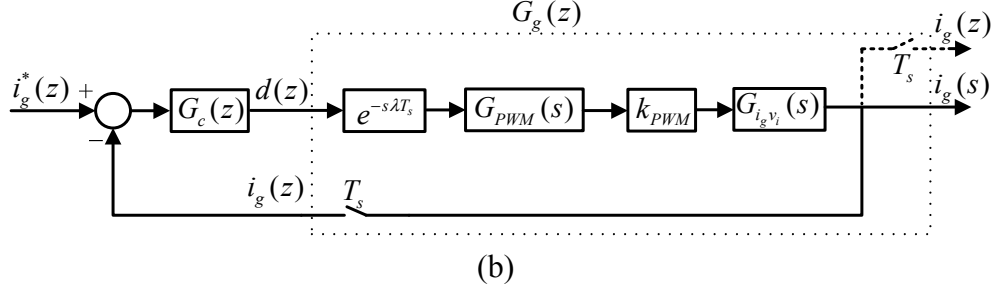 G_g(z)
i_g^*(z) + G_c(z) d(z) e^{-sλT_s} G_{PWM}(s) k_{PWM} G_{i_g v_i}(s) i_g(z)
T_s
i_g(s)
−
i_g(z) T_s
(b)